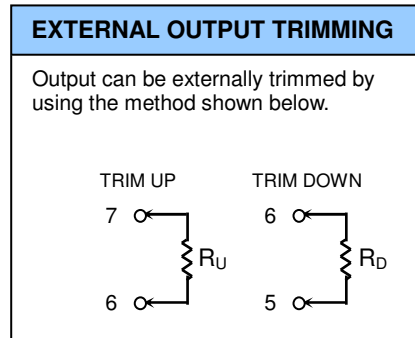 EXTERNAL OUTPUT TRIMMING
Output can be externally trimmed by
using the method shown below.
TRIM UP TRIM DOWN
7 6
RU RD
6 5